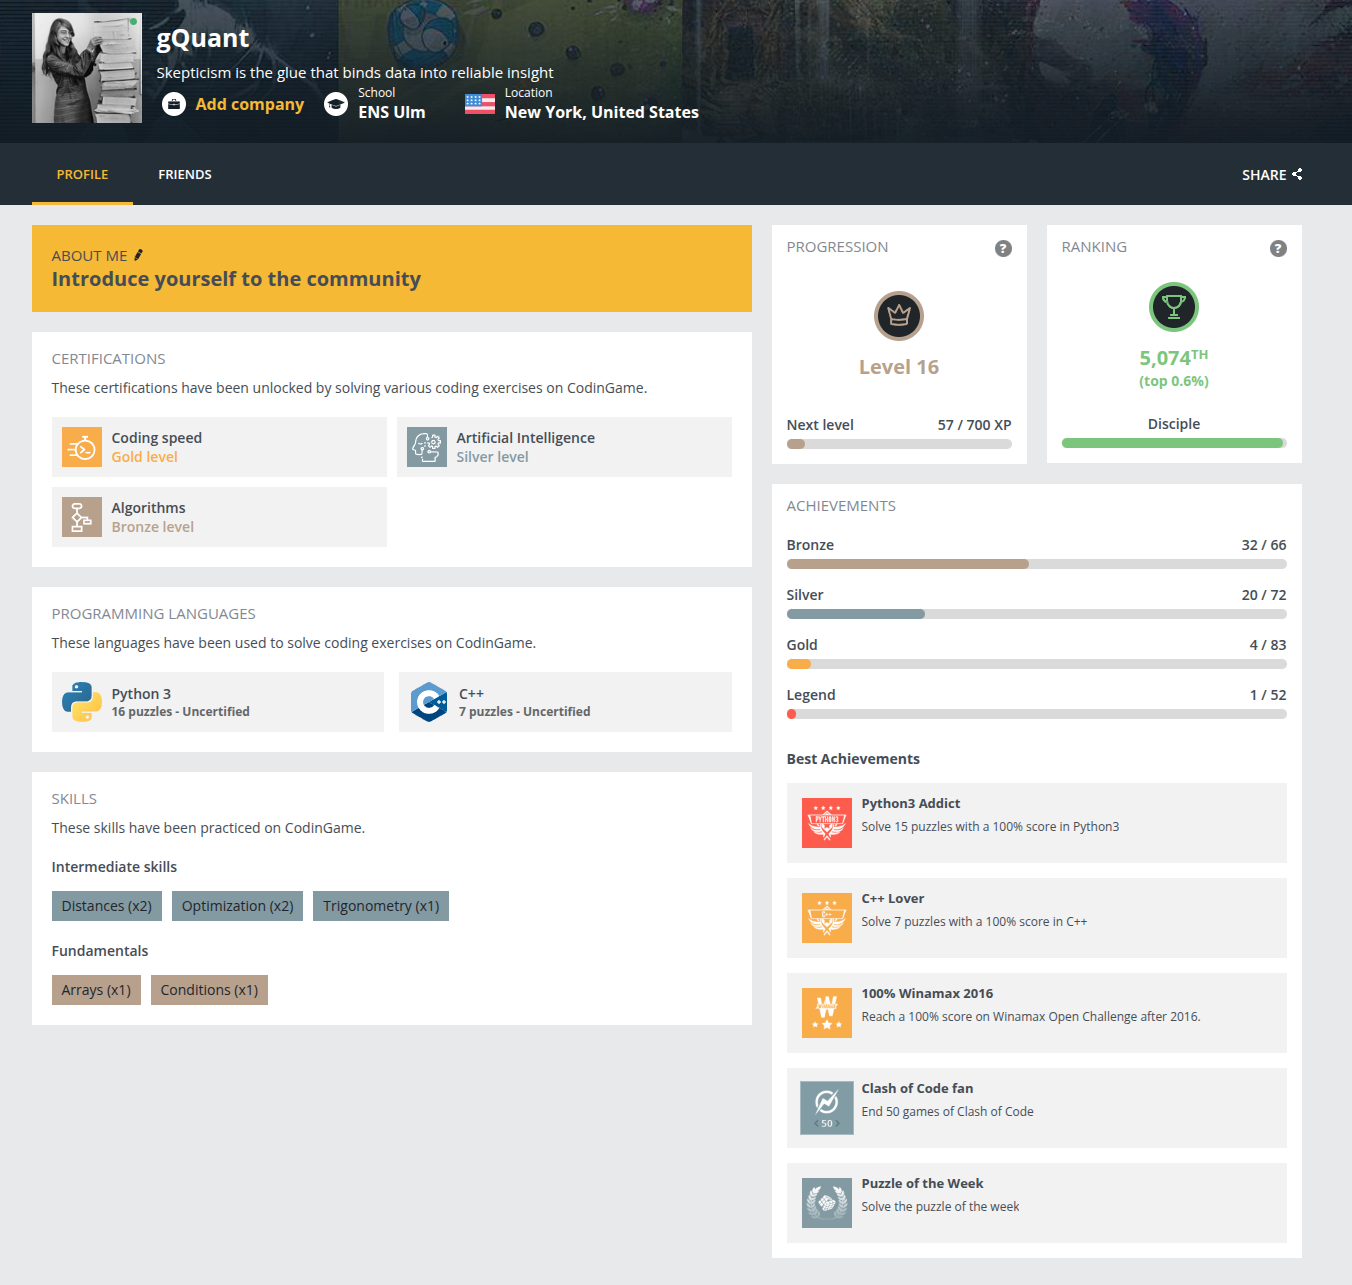 gQuant
Skepticism is the glue that binds data into reliable insight
Add company
School
ENS Ulm
Location
New York, United States
PROFILE
FRIENDS
SHARE
ABOUT ME
Introduce yourself to the community
CERTIFICATIONS
These certifications have been unlocked by solving various coding exercises on CodinGame.
Coding speed
Gold level
Artificial Intelligence
Silver level
Algorithms
Bronze level
PROGRAMMING LANGUAGES
These languages have been used to solve coding exercises on CodinGame.
Python 3
16 puzzles - Uncertified
C++
7 puzzles - Uncertified
SKILLS
These skills have been practiced on CodinGame.
Intermediate skills
Distances (x2)
Optimization (x2)
Trigonometry (x1)
Fundamentals
Arrays (x1)
Conditions (x1)
PROGRESSION
?
Level 16
Next level
57 / 700 XP
RANKING
?
5,074TH
(top 0.6%)
Disciple
ACHIEVEMENTS
Bronze
32 / 66
Silver
20 / 72
Gold
4 / 83
Legend
1 / 52
Best Achievements
PYTHON3
Python3 Addict
Solve 15 puzzles with a 100% score in Python3
C++
C++ Lover
Solve 7 puzzles with a 100% score in C++
W
100% Winamax 2016
Reach a 100% score on Winamax Open Challenge after 2016.
50
Clash of Code fan
End 50 games of Clash of Code
Puzzle of the Week
Solve the puzzle of the week